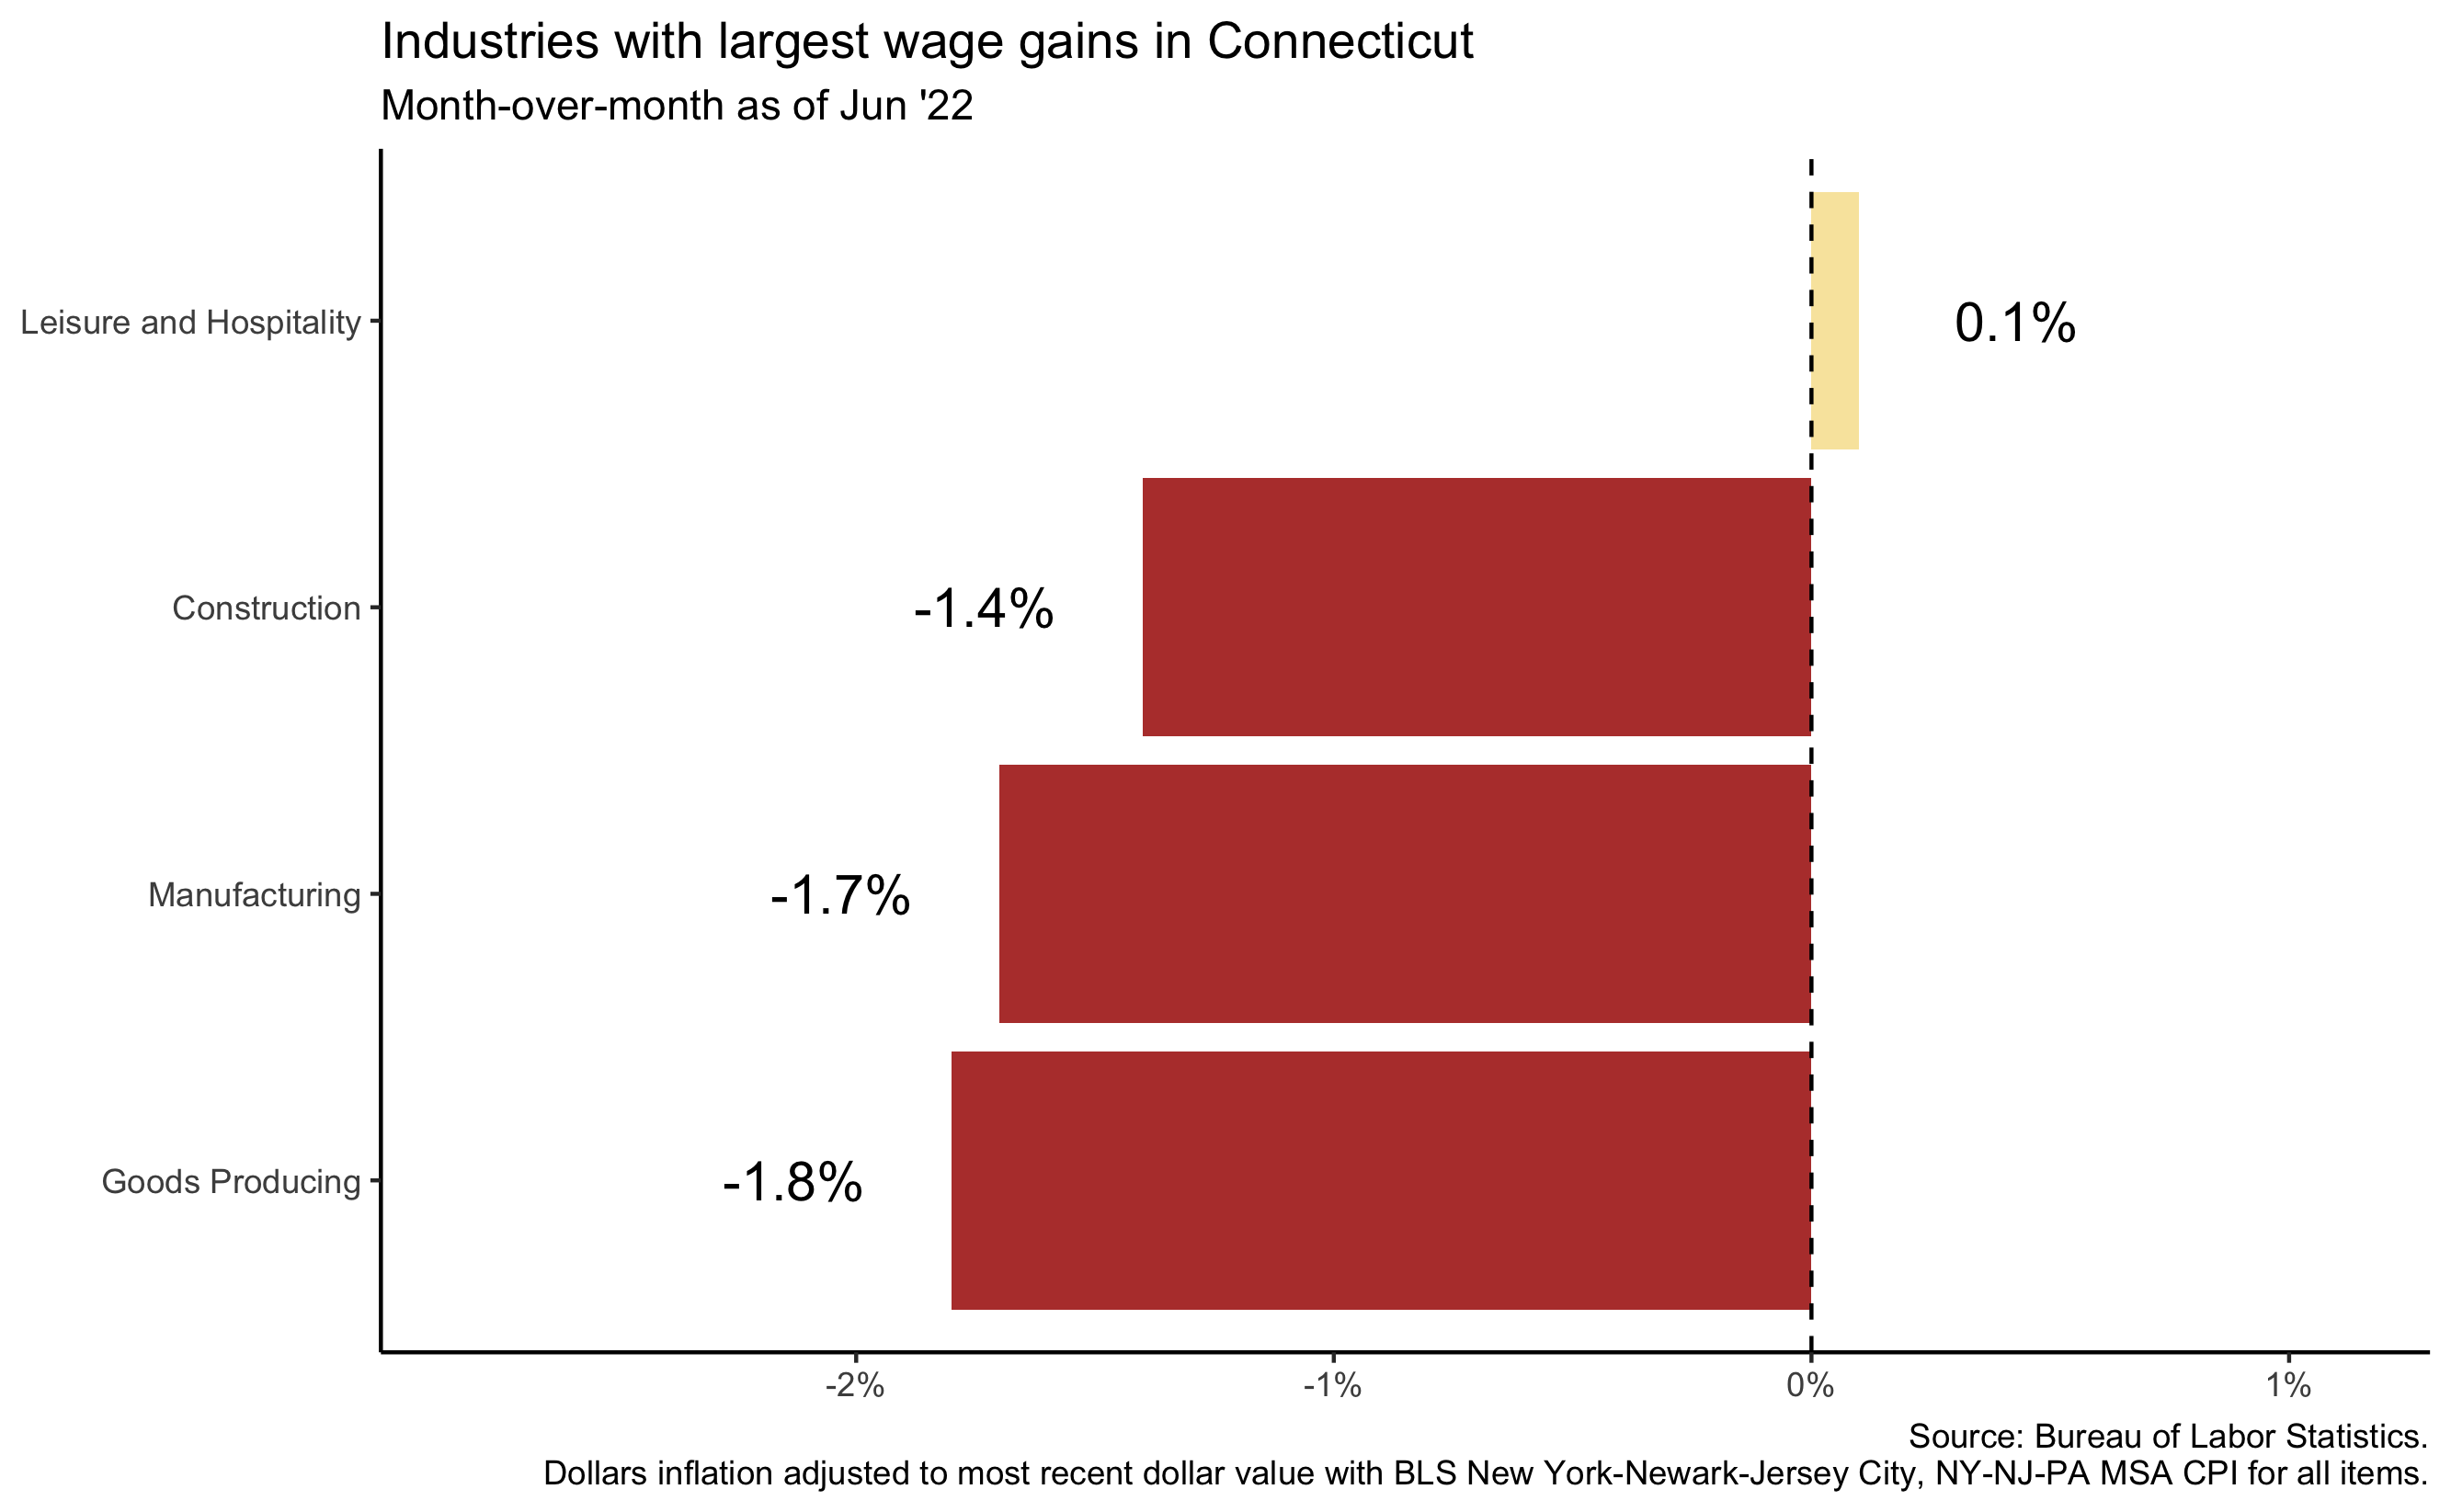 Industries with largest wage gains in Connecticut
Month-over-month as of Jun '22
Leisure and Hospitality
0.1%
Construction
-1.4%
Manufacturing
-1.7%
Goods Producing
-1.8%
-2%
-1%
0%
1%
Source: Bureau of Labor Statistics.
Dollars inflation adjusted to most recent dollar value with BLS New York-Newark-Jersey City, NY-NJ-PA MSA CPI for all items.